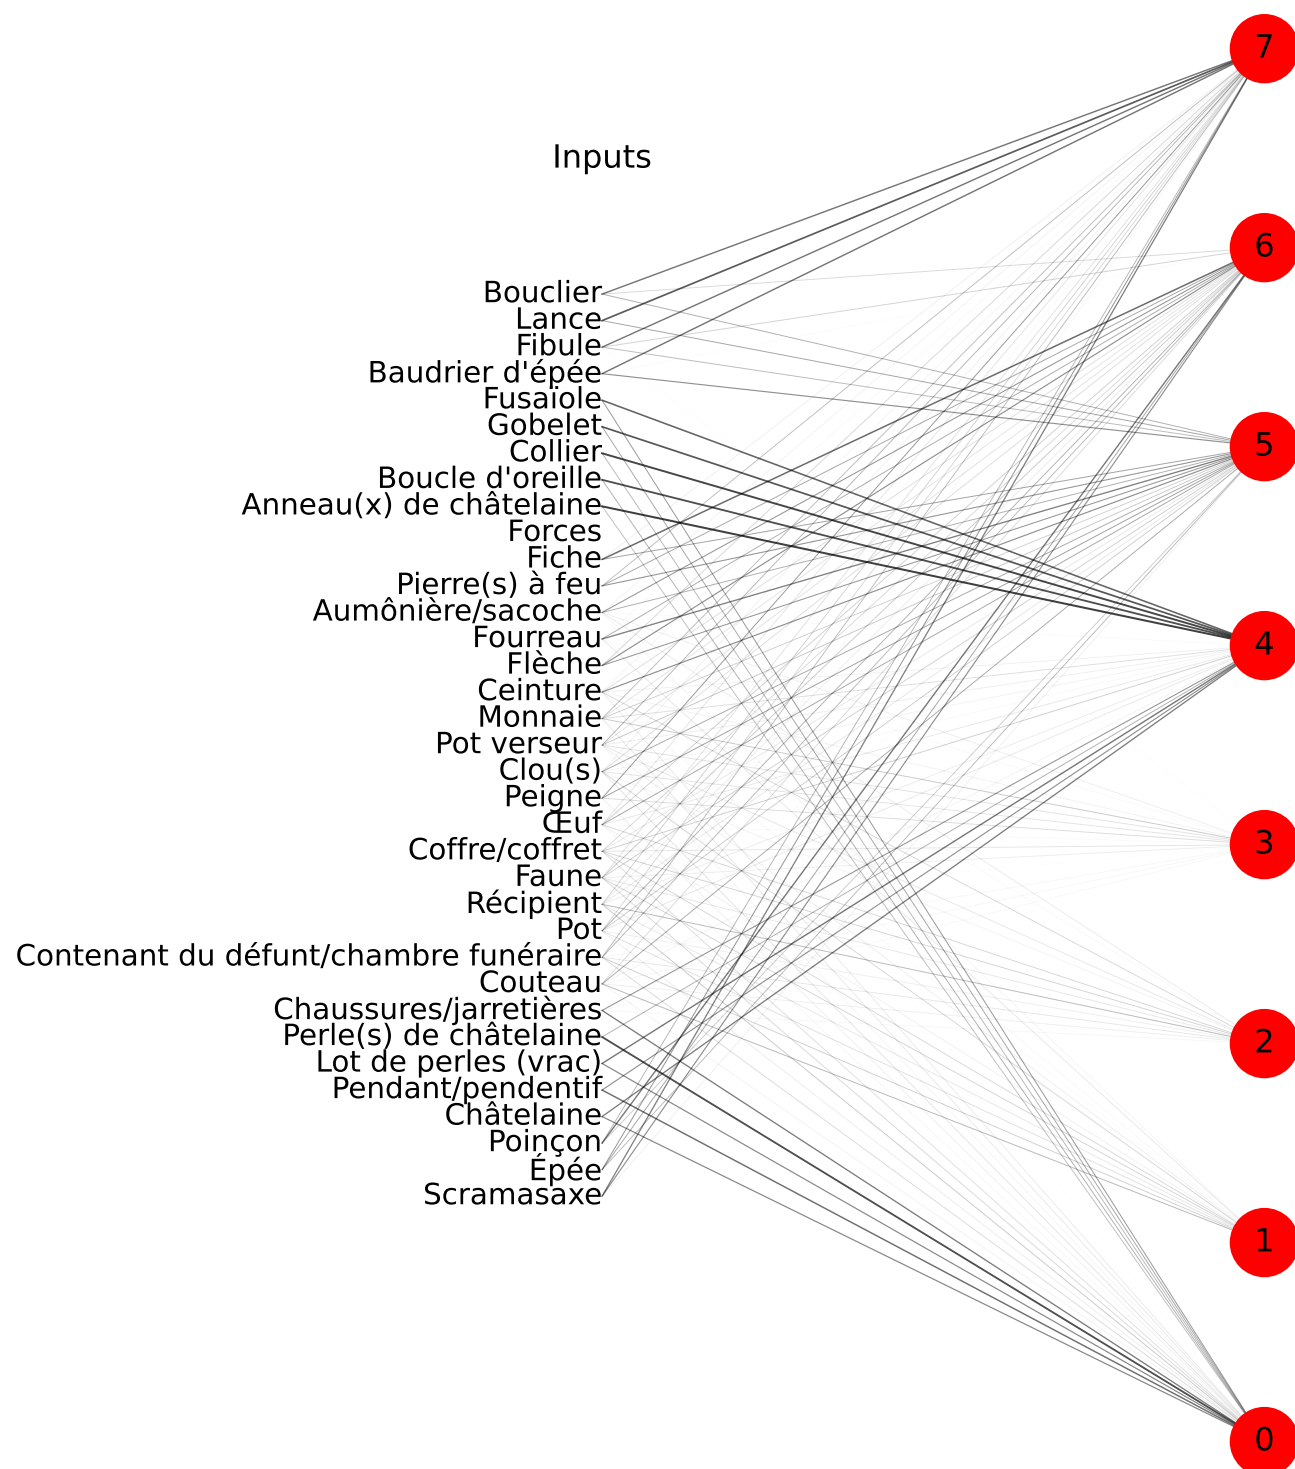 7
Inputs
6
Bouclier
Lance
Fibule
Baudrier d'épée
Fusaïole
Gobelet
5
Collier
Boucle d'oreille
Anneau(x) de châtelaine
Forces
Fiche
Pierre(s) à feu
Aumônière/sacoche
Fourreau
4
Flèche
Ceinture
Monnaie
Pot verseur
Clou(s)
Peigne
Œuf
3
Coffre/coffret
Faune
Récipient
Pot
Contenant du défunt/chambre funéraire
Couteau
Chaussures/jarretières
Perle(s) de châtelaine
2
Lot de perles (vrac)
Pendant/pendentif
Châtelaine
Poinçon
Épée
Scramasaxe
1
0